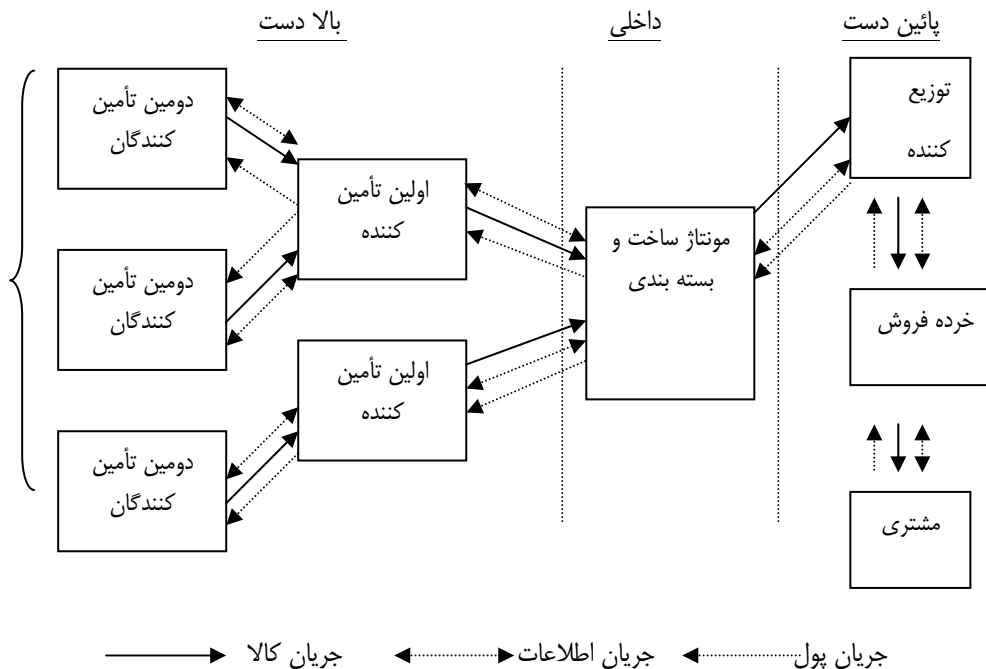 پائین دست
داخلی
بالا دست
توزیع
کننده
خرده فروش
مشتری
مونتاژ ساخت و
بسته بندی
اولین تأمین
کننده
اولین تأمین
کننده
دومین تأمین
کنندگان
دومین تأمین
کنندگان
دومین تأمین
کنندگان
جریان پول
جریان اطلاعات
جریان کالا